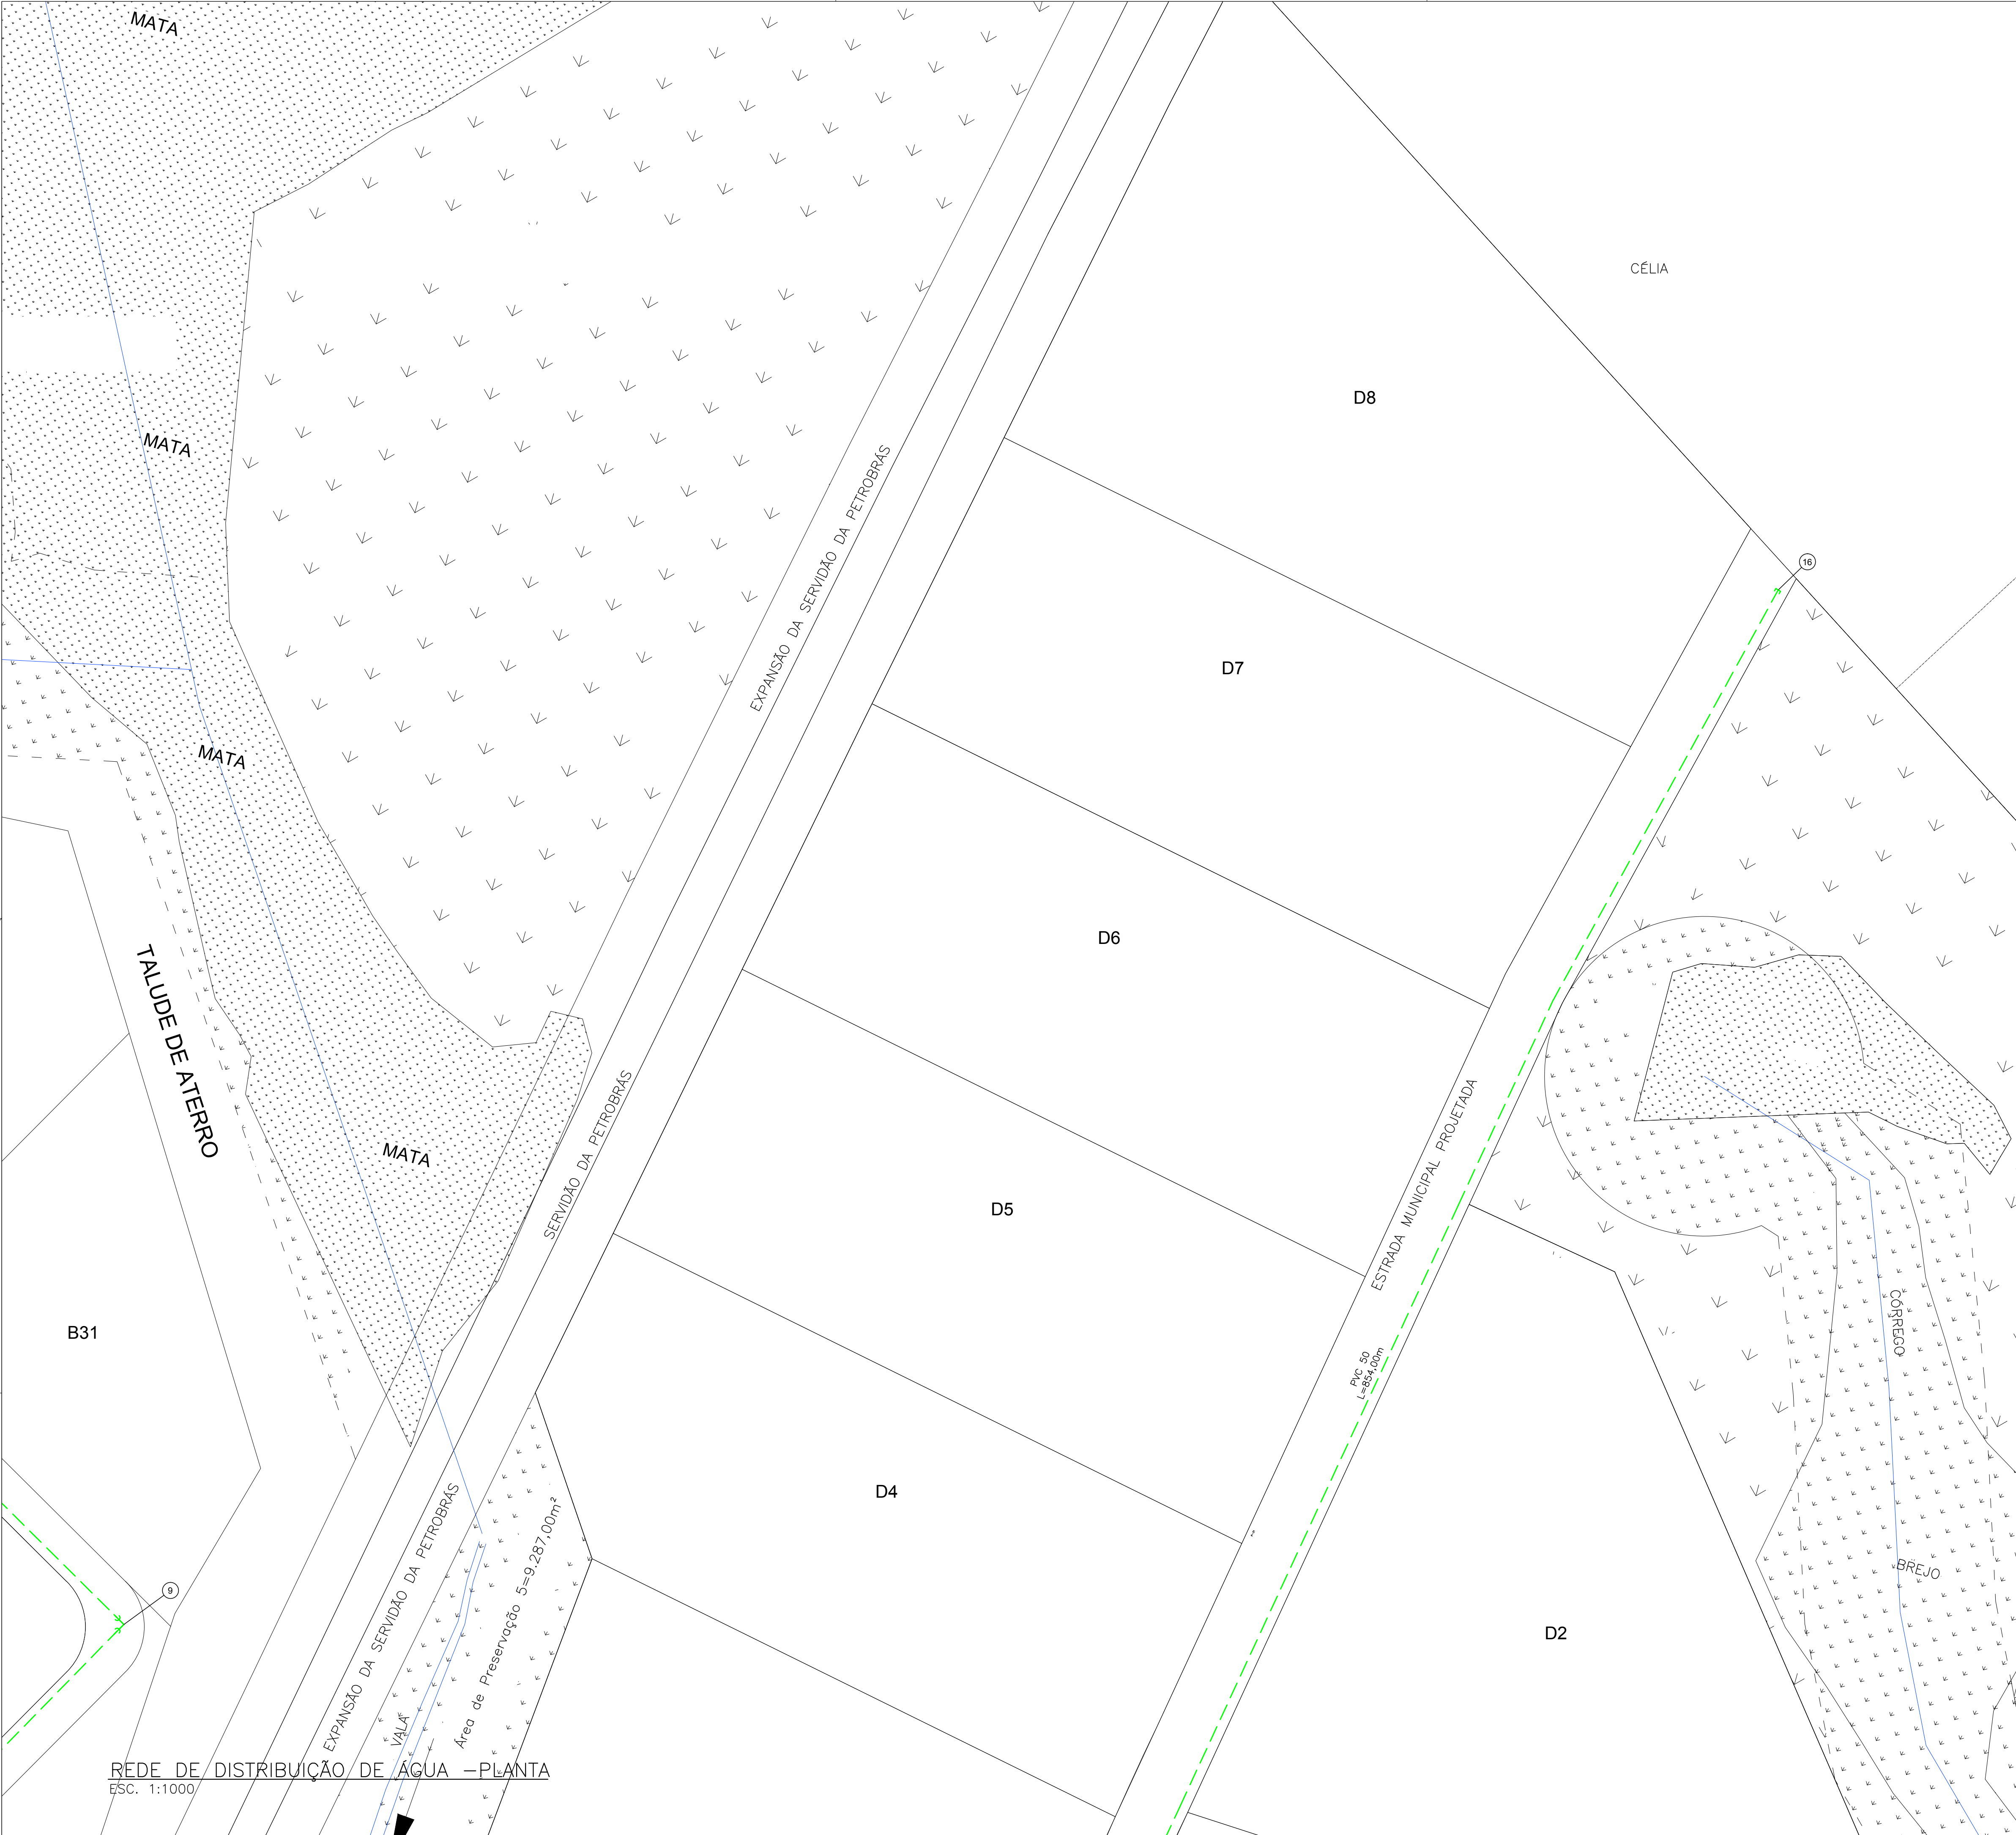 MATA
CÉLIA
D8
MATA
EXPANSÃO DA SERVIDÃO DA PETROBRÁS
16
D7
MATA
D6
TALUDE DE ATERRO
SERVIDÃO DA PETROBRÁS
MATA
D5
ESTRADA MUNICIPAL PROJETADA
B31
CÓRREGO
PVC 50
L=854,00m
D4
EXPANSÃO DA SERVIDÃO DA PETROBRÁS
Área de Preservação 5=9.287,00m²
BREJO
9
D2
VALA
REDE DE DISTRIBUIÇÃO DE ÁGUA -PLANTA
ESC. 1:1000